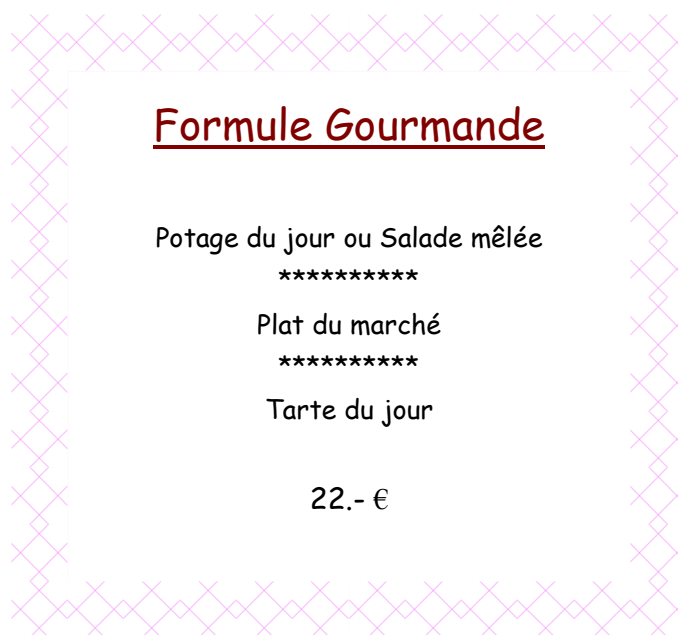 Formule Gourmande
Potage du jour ou Salade mêlée
**********
Plat du marché
**********
Tarte du jour
22.- €